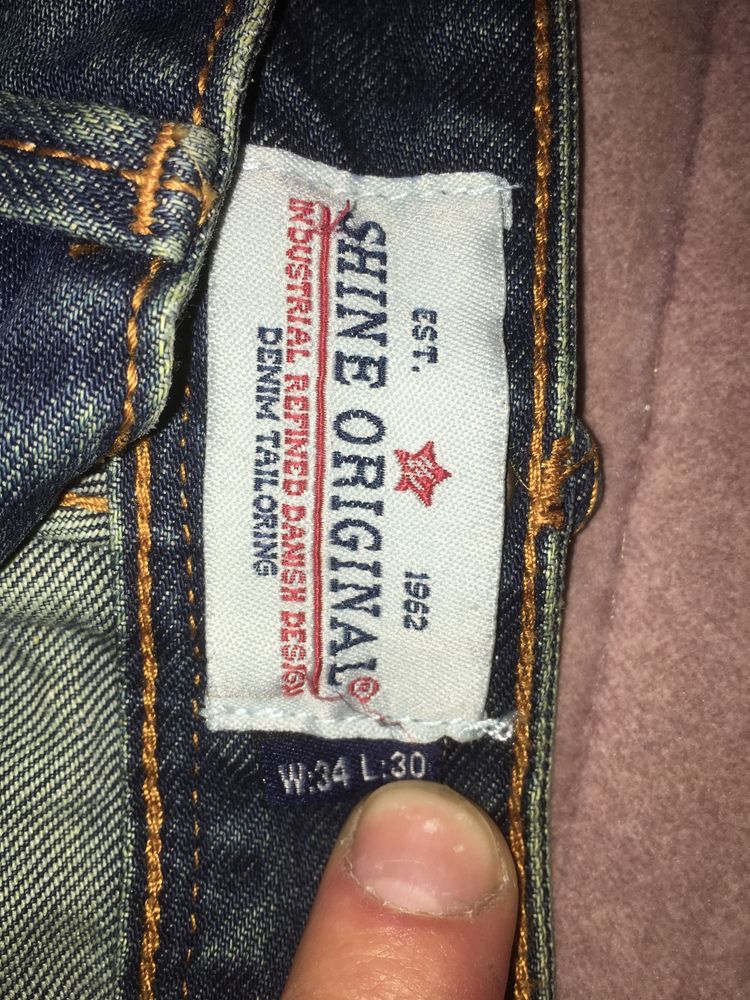 EST. 1962
SHINE ORIGINAL®
INDUSTRIAL REFINED DANISH DESIGN
DENIM TAILORING
W:34 L:30